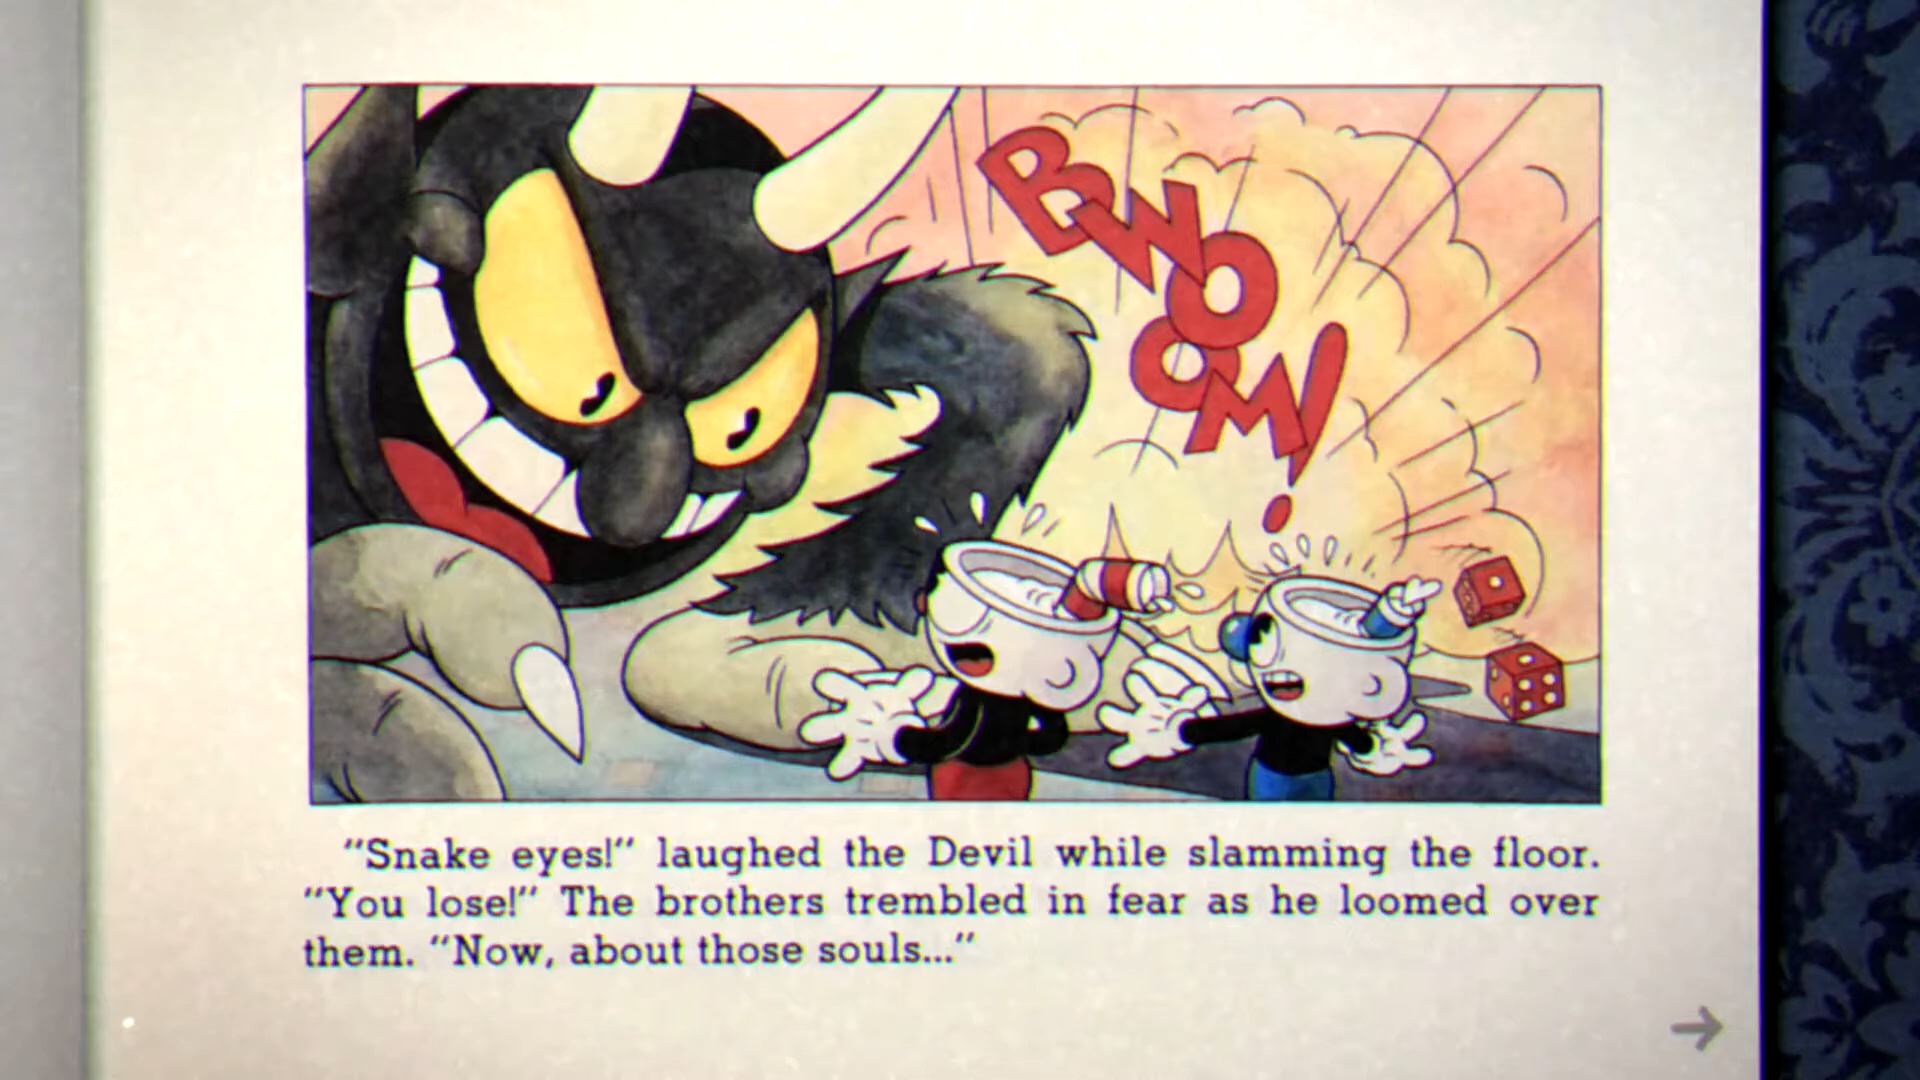 BWOOM!
“Snake eyes!” laughed the Devil while slamming the floor.
“You lose!” The brothers trembled in fear as he loomed over
them. “Now, about those souls...”